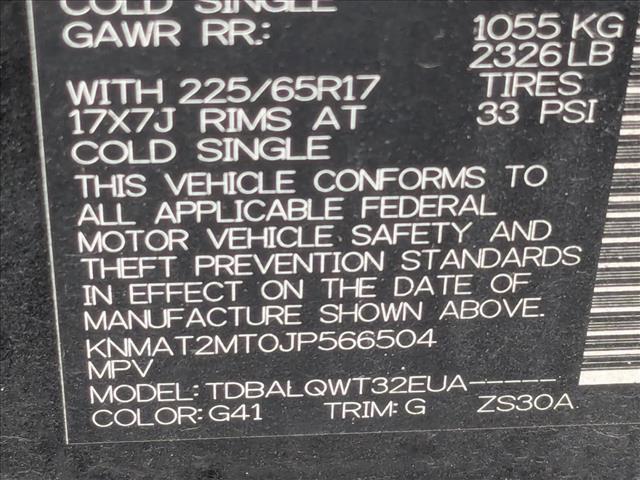 COLD SINGLE
GAWR RR.: 1055 KG
2326 LB
WITH 225/65R17 TIRES
17X7J RIMS AT 33 PSI
COLD SINGLE
THIS VEHICLE CONFORMS TO
ALL APPLICABLE FEDERAL
MOTOR VEHICLE SAFETY AND
THEFT PREVENTION STANDARDS
IN EFFECT ON THE DATE OF
MANUFACTURE SHOWN ABOVE.
KNMAT2MT0JP566504
MPV
MODEL: TDBALQWT32EUA-----
COLOR: G41 TRIM: G ZS30A